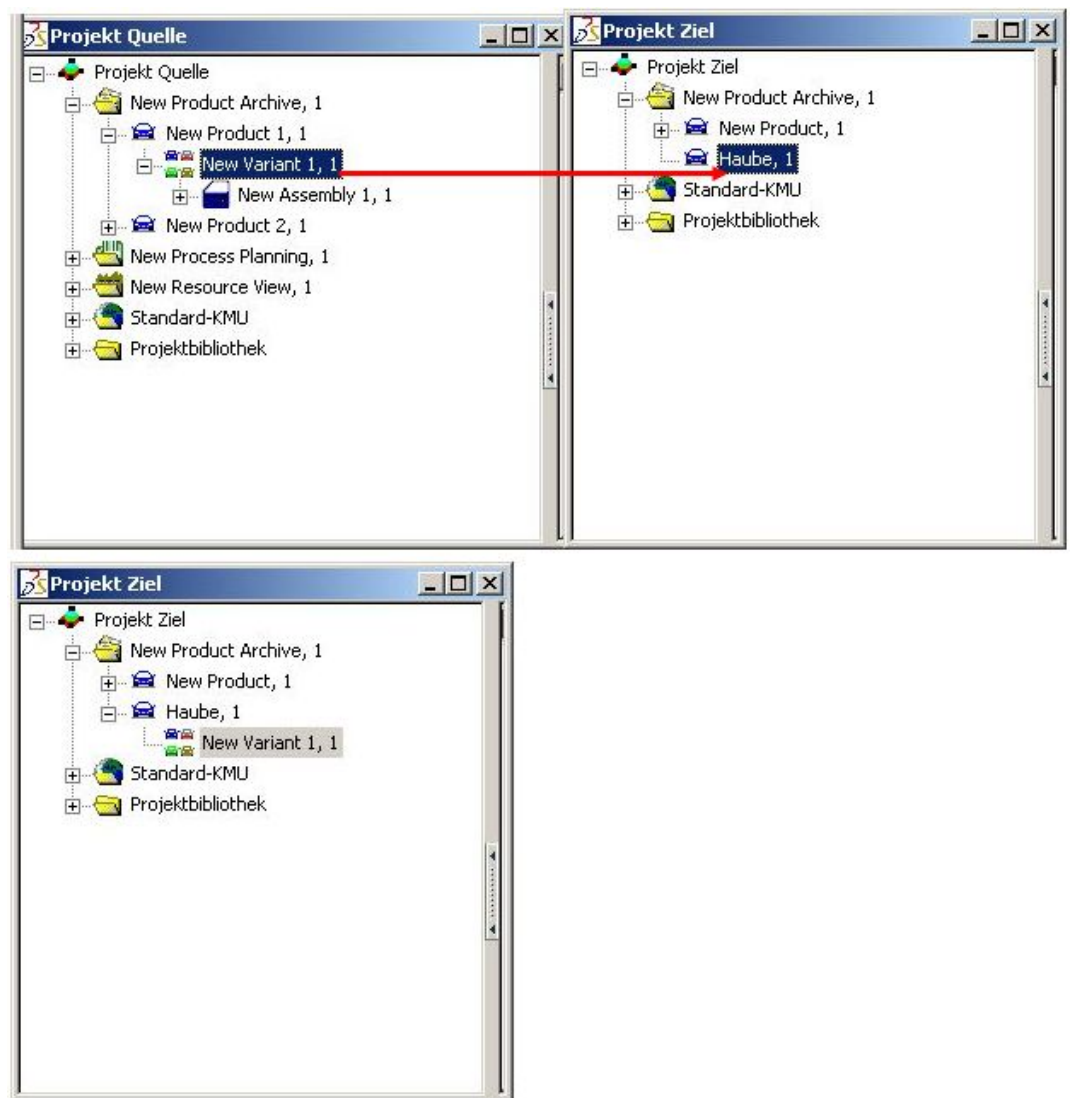 Projekt Quelle
Projekt Quelle
New Product Archive, 1
New Product 1, 1
New Variant 1, 1
New Assembly 1, 1
New Product 2, 1
New Process Planning, 1
New Resource View, 1
Standard-KMU
Projektbibliothek
Projekt Ziel
Projekt Ziel
New Product Archive, 1
New Product, 1
Haube, 1
Standard-KMU
Projektbibliothek
Projekt Ziel
Projekt Ziel
New Product Archive, 1
New Product, 1
Haube, 1
New Variant 1, 1
Standard-KMU
Projektbibliothek